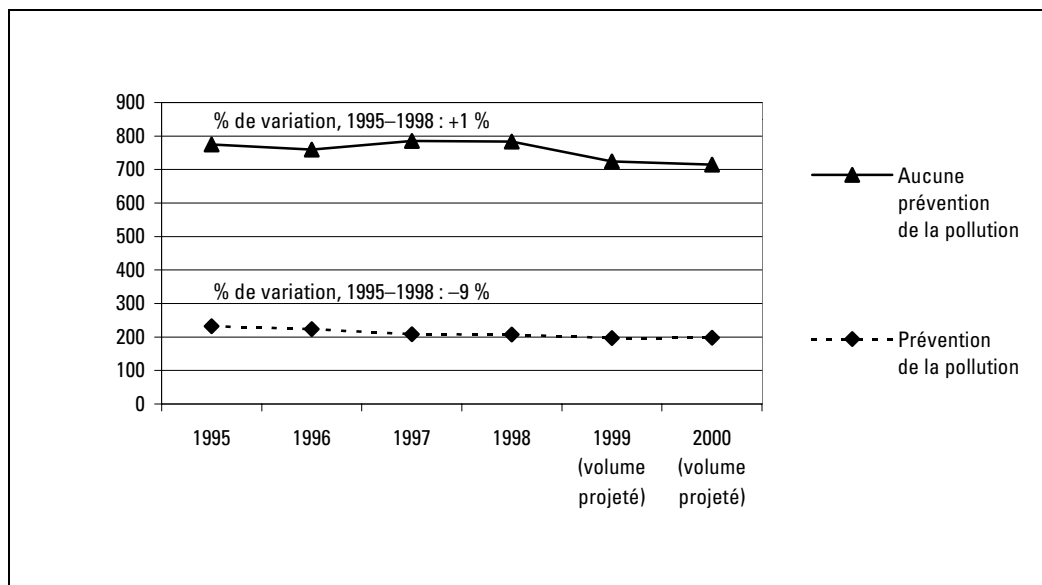 900
800
700
600
500
400
300
200
100
0
% de variation, 1995–1998 : +1 %
% de variation, 1995–1998 : –9 %
1995
1996
1997
1998
1999
(volume
projeté)
2000
(volume
projeté)
Aucune
prévention
de la pollution
Prévention
de la pollution